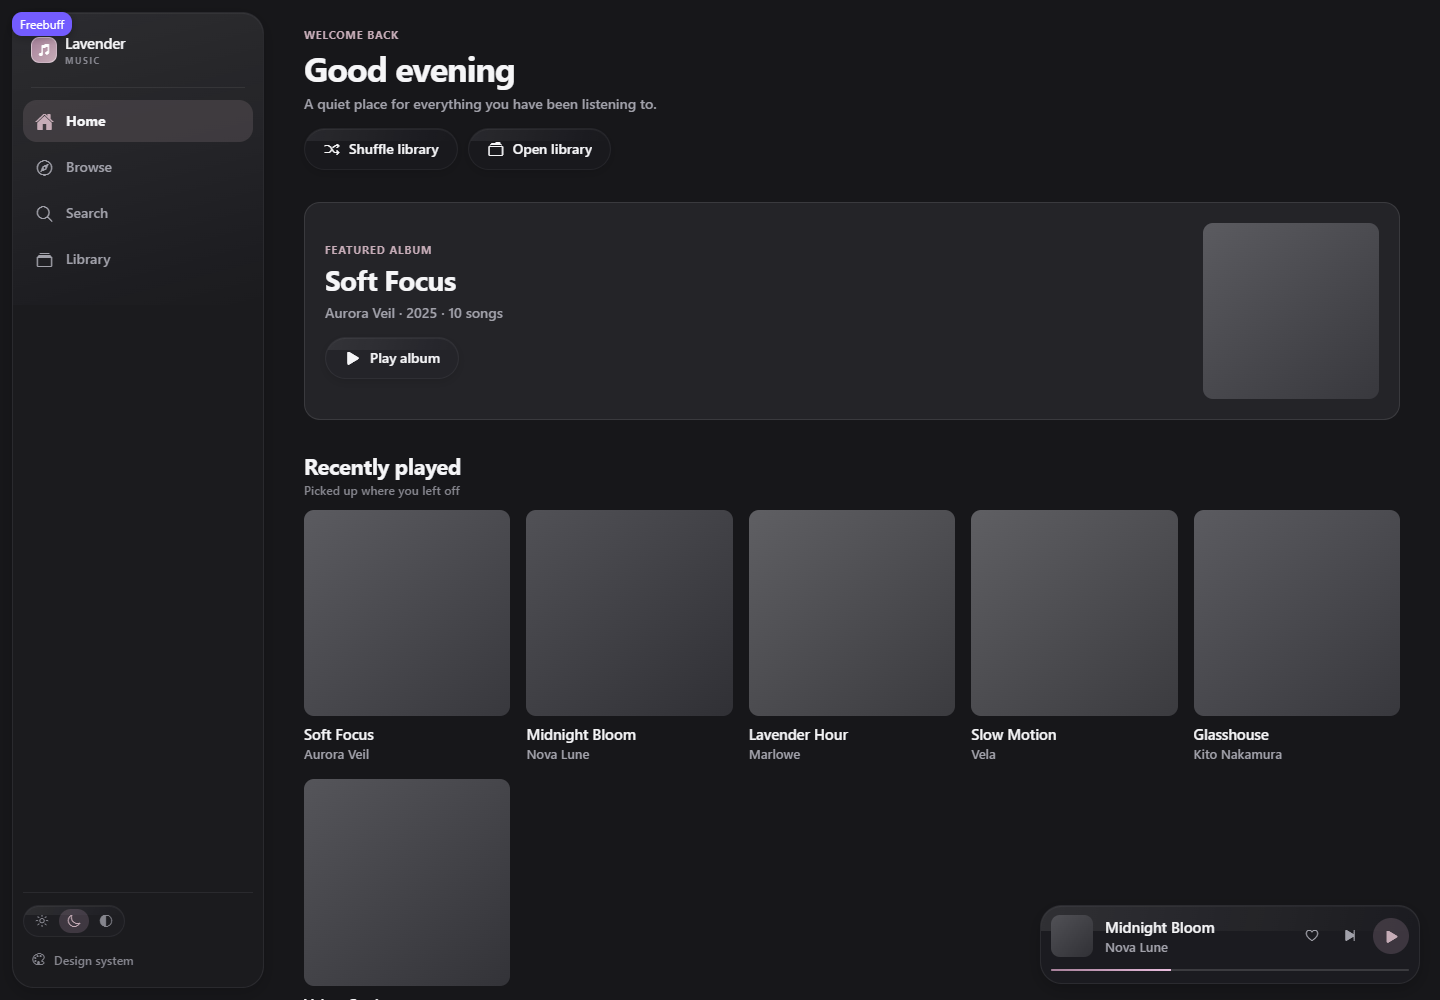 Freebuff
Lavender
MUSIC
Home
Browse
Search
Library
Design system
WELCOME BACK
Good evening
A quiet place for everything you have been listening to.
Shuffle library
Open library
FEATURED ALBUM
Soft Focus
Aurora Veil · 2025 · 10 songs
Play album
Recently played
Picked up where you left off
Soft Focus
Aurora Veil
Midnight Bloom
Nova Lune
Lavender Hour
Marlowe
Slow Motion
Vela
Glasshouse
Kito Nakamura
Midnight Bloom
Nova Lune